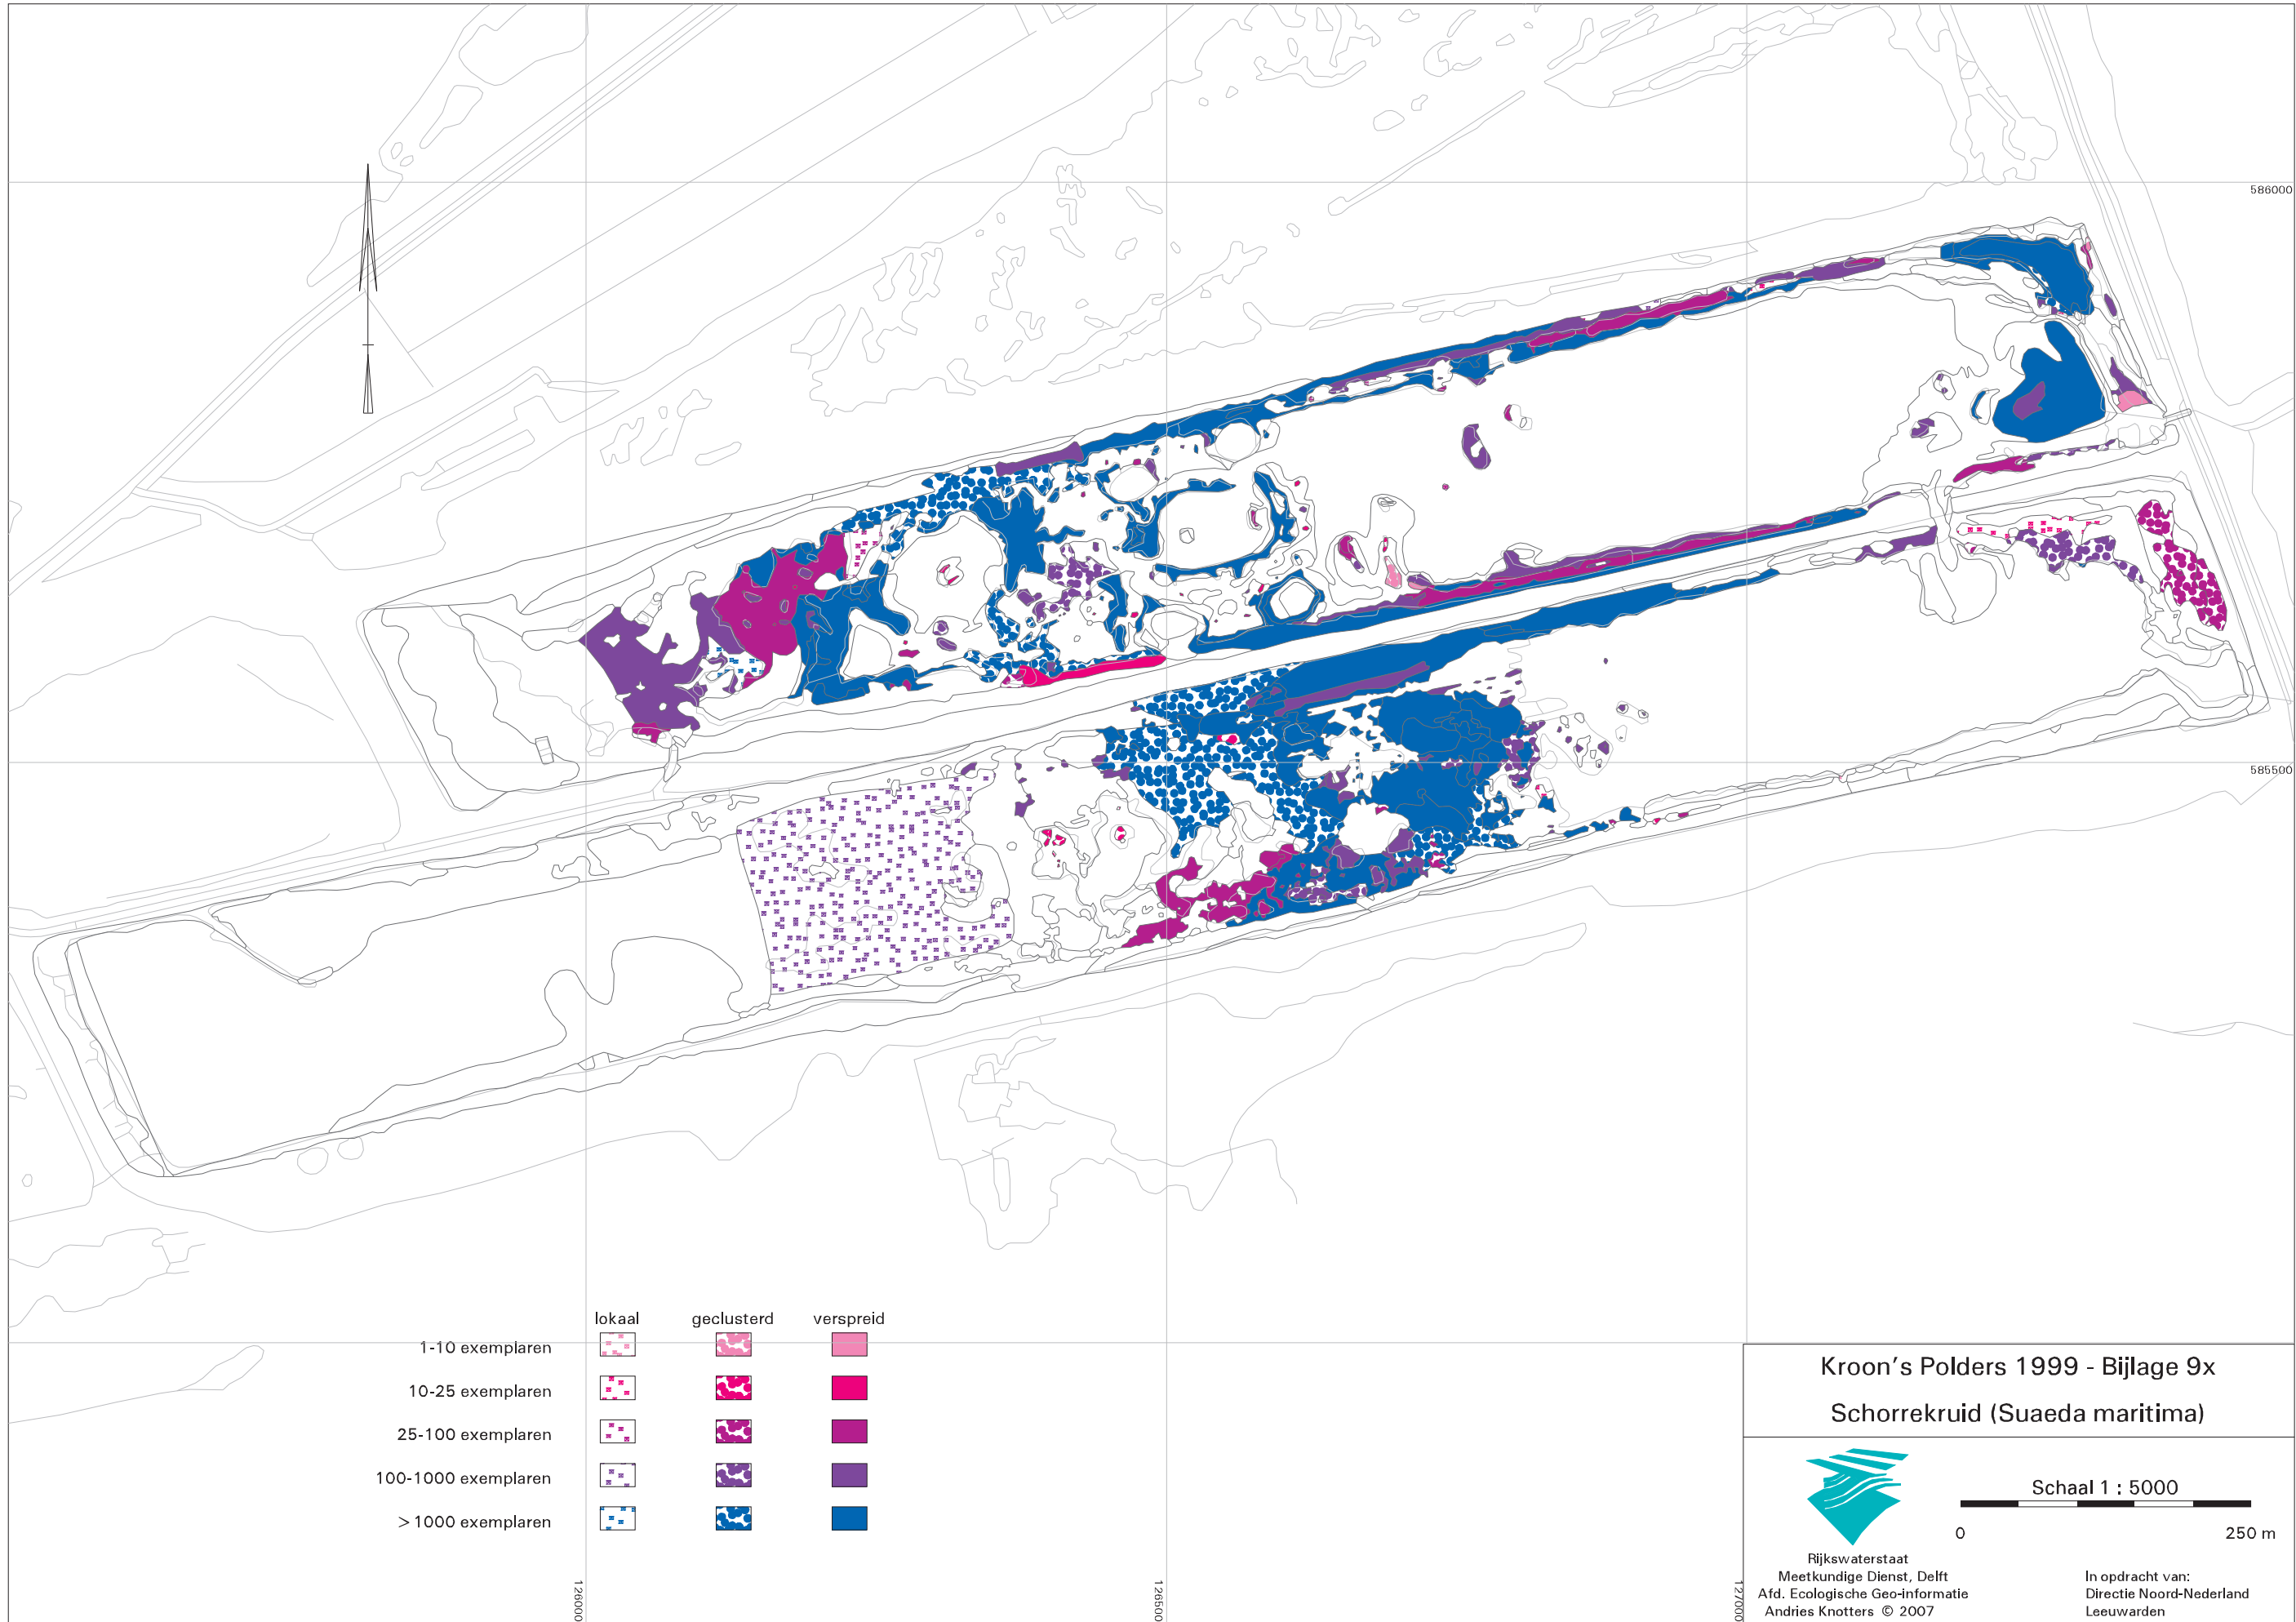 586000
585500
lokaal geclusterd verspreid
1-10 exemplaren
10-25 exemplaren
25-100 exemplaren
100-1000 exemplaren
>1000 exemplaren
126000
126500
127000
Kroon's Polders 1999 - Bijlage 9x
Schorrekruid (Suaeda maritima)
Schaal 1 : 5000
0 250 m
Rijkswaterstaat
Meetkundige Dienst, Delft
Afd. Ecologische Geo-informatie
Andries Knotters © 2007
In opdracht van:
Directie Noord-Nederland
Leeuwarden